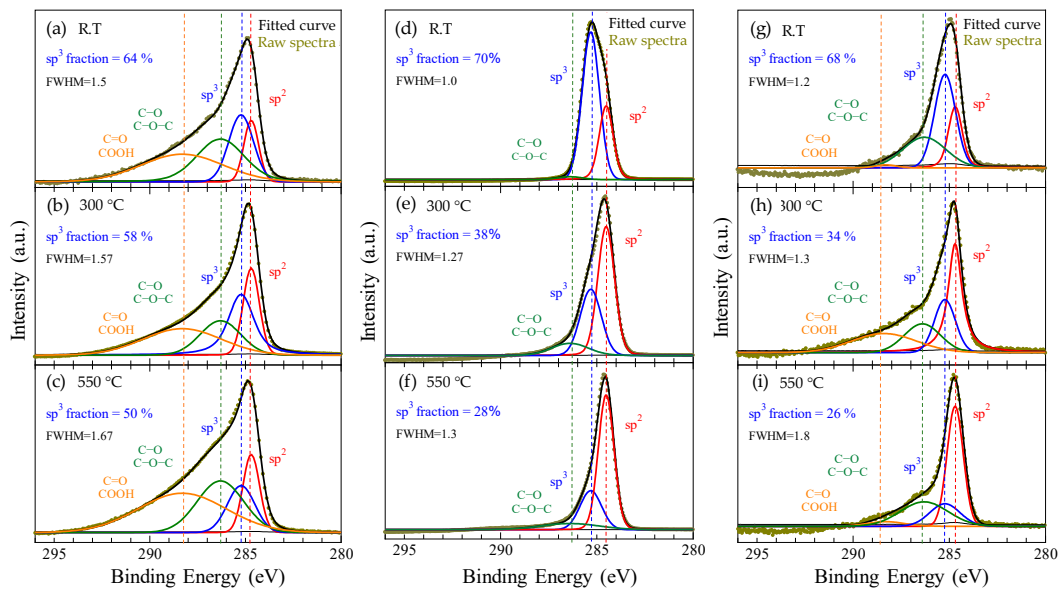 (a) R.T
Fitted curve
Raw spectra
sp³ fraction = 64 %
FWHM=1.5
sp³
sp²
C−O
C−O−C
C=O
COOH
(b) 300 °C
sp³ fraction = 58 %
FWHM=1.57
sp³
sp²
C−O
C−O−C
C=O
COOH
(c) 550 °C
sp³ fraction = 50 %
FWHM=1.67
sp³
sp²
C−O
C−O−C
C=O
COOH
295 290 285 280
Binding Energy (eV)
Intensity (a.u.)
(d) R.T
Fitted curve
Raw spectra
sp³ fraction = 70%
FWHM=1.0
sp³
sp²
C−O
C−O−C
(e) 300 °C
sp³ fraction = 38%
FWHM=1.27
sp³
sp²
C−O
C−O−C
(f) 550 °C
sp³ fraction = 28%
FWHM=1.3
sp³
sp²
C−O
C−O−C
295 290 285 280
Binding Energy (eV)
Intensity (a.u.)
(g) R.T
Fitted curve
Raw spectra
sp³ fraction = 68 %
FWHM=1.2
sp³
sp²
C−O
C−O−C
C=O
COOH
(h) 300 °C
sp³ fraction = 34 %
FWHM=1.3
sp³
sp²
C−O
C−O−C
C=O
COOH
(i) 550 °C
sp³ fraction = 26 %
FWHM=1.8
sp³
sp²
C−O
C−O−C
C=O
COOH
295 290 285 280
Binding Energy (eV)
Intensity (a.u.)